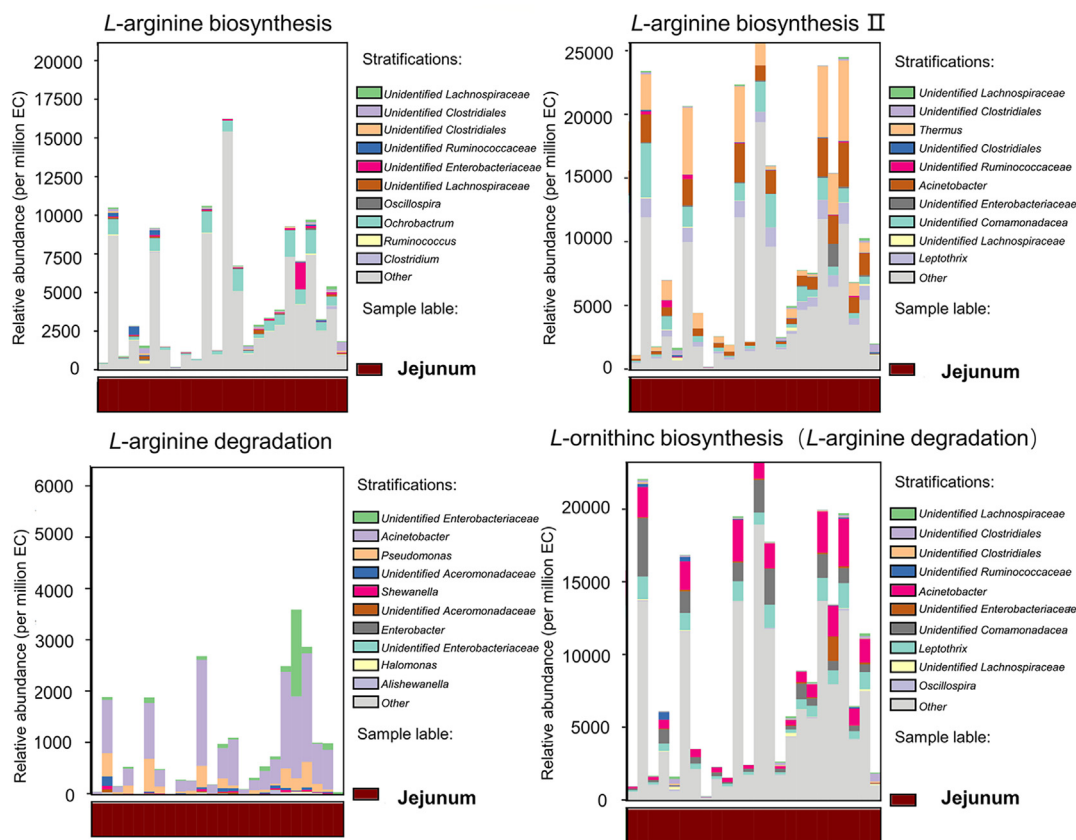 L-arginine biosynthesis
Relative abundance (per million EC)
20000
17500
15000
12500
10000
7500
5000
2500
0
Stratifications:
Unidentified Lachnospiraceae
Unidentified Clostridiales
Unidentified Clostridiales
Unidentified Ruminococcaceae
Unidentified Enterobacteriaceae
Unidentified Lachnospiraceae
Oscillospira
Ochrobactrum
Ruminococcus
Clostridium
Other
Sample lable:
Jejunum
L-arginine biosynthesis II
Relative abundance (per million EC)
25000
20000
15000
10000
5000
0
Stratifications:
Unidentified Lachnospiraceae
Unidentified Clostridiales
Thermus
Unidentified Clostridiales
Unidentified Ruminococcaceae
Acinetobacter
Unidentified Enterobacteriaceae
Unidentified Comamonadacea
Unidentified Lachnospiraceae
Leptothrix
Other
Sample lable:
Jejunum
L-arginine degradation
Relative abundance (per million EC)
6000
5000
4000
3000
2000
1000
0
Stratifications:
Unidentified Enterobacteriaceae
Acinetobacter
Pseudomonas
Unidentified Aceromonadaceae
Shewanella
Unidentified Aceromonadaceae
Enterobacter
Unidentified Enterobacteriaceae
Halomonas
Alishewanella
Other
Sample lable:
Jejunum
L-ornithinc biosynthesis (L-arginine degradation)
Relative abundance (per million EC)
20000
15000
10000
5000
0
Stratifications:
Unidentified Lachnospiraceae
Unidentified Clostridiales
Unidentified Clostridiales
Unidentified Ruminococcaceae
Acinetobacter
Unidentified Enterobacteriaceae
Unidentified Comamonadacea
Leptothrix
Unidentified Lachnospiraceae
Oscillospira
Other
Sample lable:
Jejunum